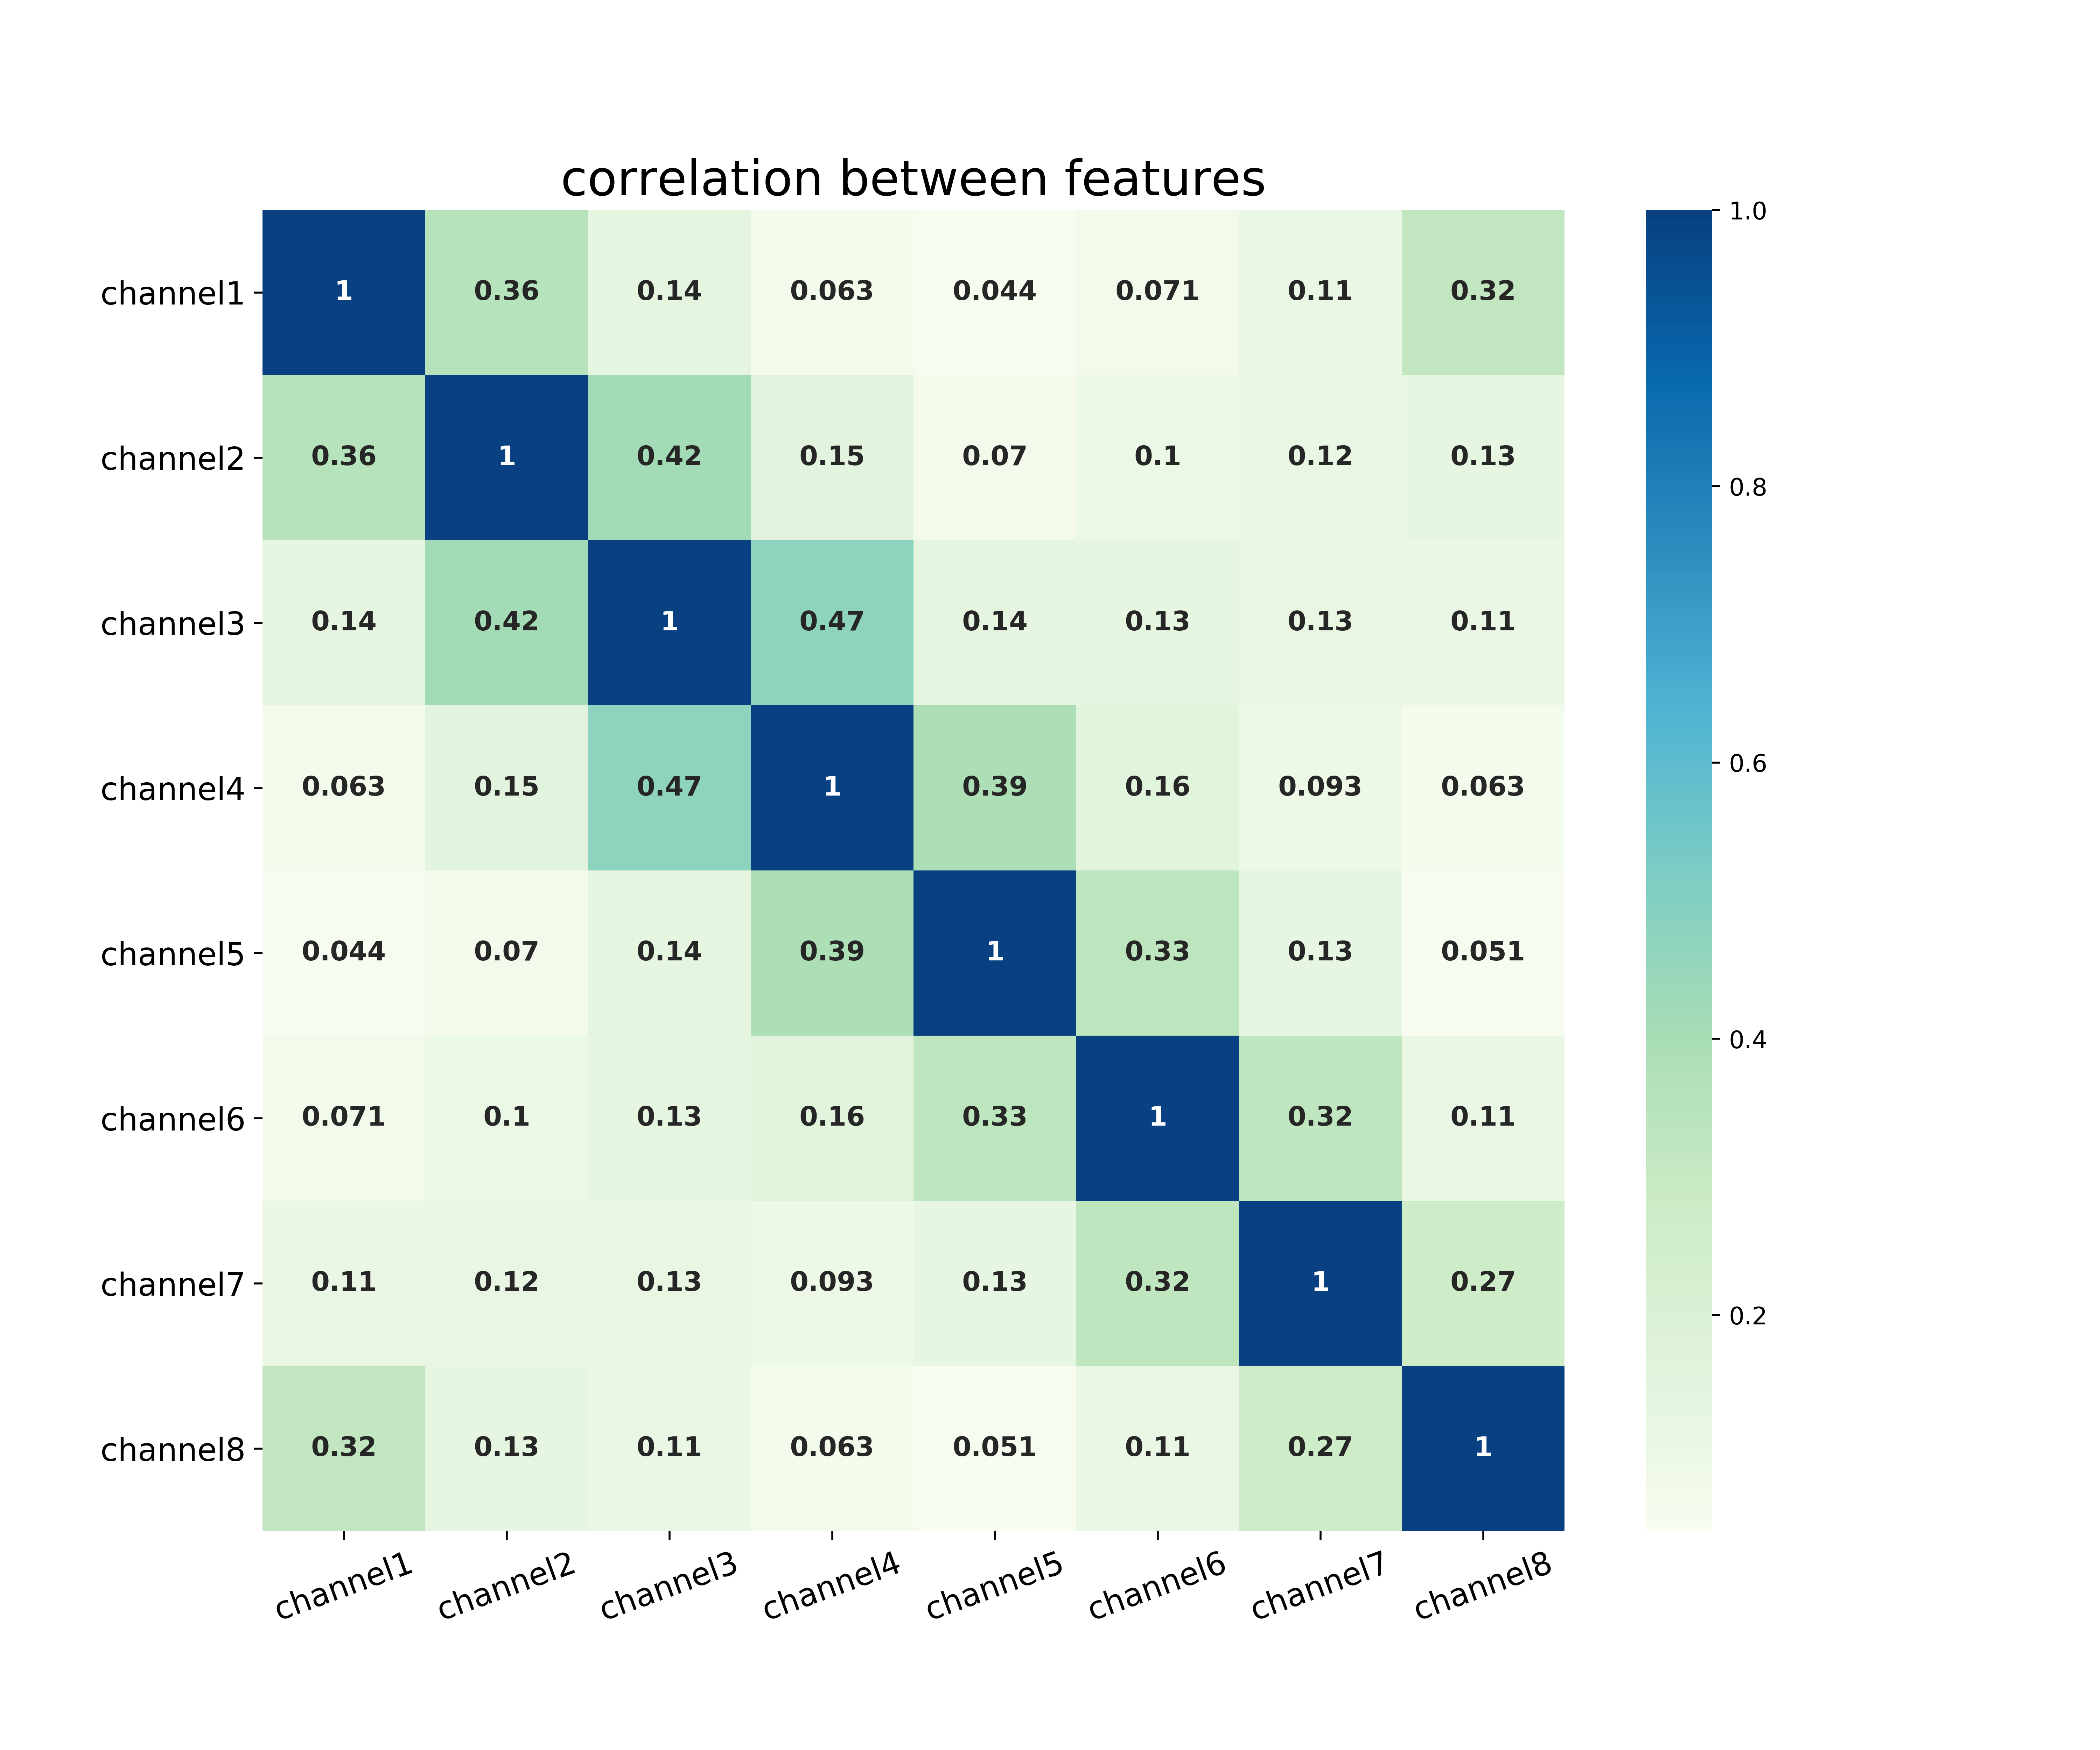 correlation between features
1.0
channel1 1 0.36 0.14 0.063 0.044 0.071 0.11 0.32
channel2 0.36 1 0.42 0.15 0.07 0.1 0.12 0.13
0.8
channel3 0.14 0.42 1 0.47 0.14 0.13 0.13 0.11
0.6
channel4 0.063 0.15 0.47 1 0.39 0.16 0.093 0.063
channel5 0.044 0.07 0.14 0.39 1 0.33 0.13 0.051
0.4
channel6 0.071 0.1 0.13 0.16 0.33 1 0.32 0.11
channel7 0.11 0.12 0.13 0.093 0.13 0.32 1 0.27
0.2
channel8 0.32 0.13 0.11 0.063 0.051 0.11 0.27 1
channel1 channel2 channel3 channel4 channel5 channel6 channel7 channel8